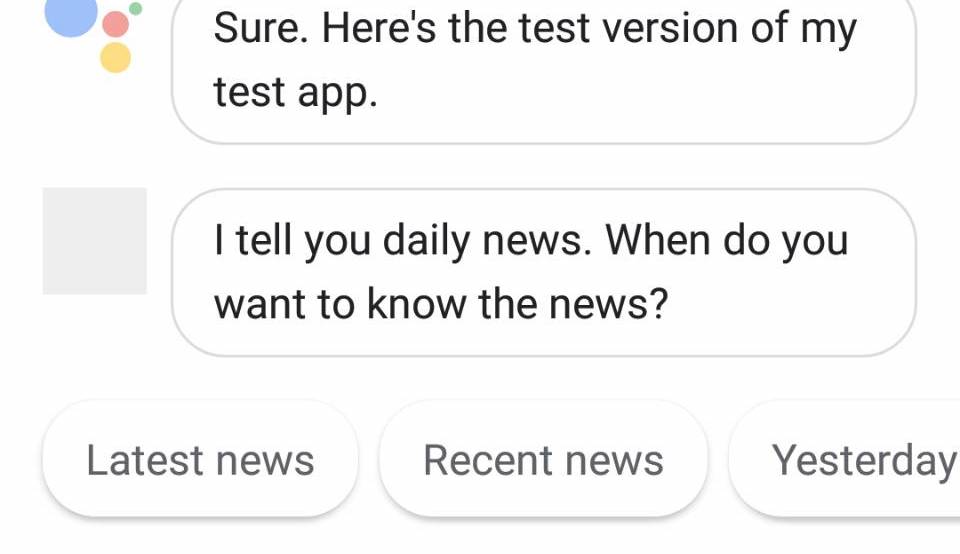 Sure. Here's the test version of my
test app.
I tell you daily news. When do you
want to know the news?
Latest news
Recent news
Yesterday